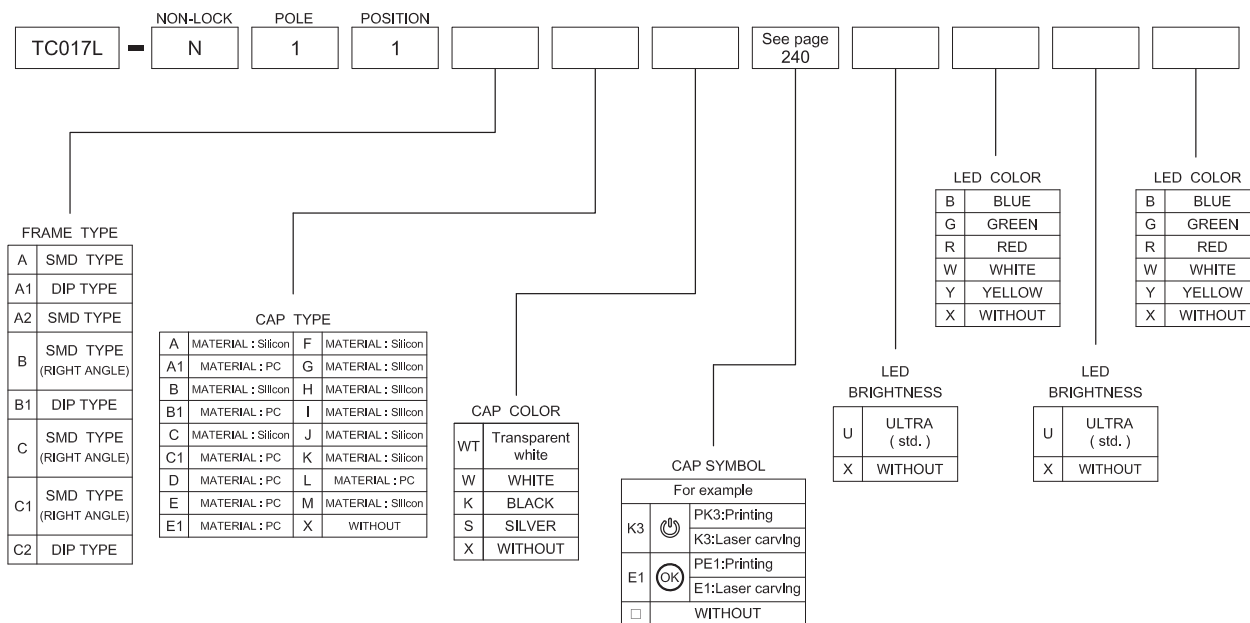 NON-LOCK POLE POSITION
TC017L - N 1 1 See page
240
FRAME TYPE
A SMD TYPE
A1 DIP TYPE
A2 SMD TYPE
B SMD TYPE
(RIGHT ANGLE)
B1 DIP TYPE
C SMD TYPE
(RIGHT ANGLE)
C1 SMD TYPE
(RIGHT ANGLE)
C2 DIP TYPE
CAP TYPE
A MATERIAL : Silicon F MATERIAL : Silicon
A1 MATERIAL : PC G MATERIAL : Silicon
B MATERIAL : Silicon H MATERIAL : Silicon
B1 MATERIAL : PC I MATERIAL : Silicon
C MATERIAL : Silicon J MATERIAL : Silicon
C1 MATERIAL : PC K MATERIAL : Silicon
D MATERIAL : PC L MATERIAL : PC
E MATERIAL : PC M MATERIAL : Silicon
E1 MATERIAL : PC X WITHOUT
CAP COLOR
WT Transparent
white
W WHITE
K BLACK
S SILVER
X WITHOUT
CAP SYMBOL
For example
K3 PK3:Printing
K3:Laser carving
E1 OK PE1:Printing
E1:Laser carving
□ WITHOUT
LED
BRIGHTNESS
U ULTRA
( std. )
X WITHOUT
LED COLOR
B BLUE
G GREEN
R RED
W WHITE
Y YELLOW
X WITHOUT
LED
BRIGHTNESS
U ULTRA
( std. )
X WITHOUT
LED COLOR
B BLUE
G GREEN
R RED
W WHITE
Y YELLOW
X WITHOUT